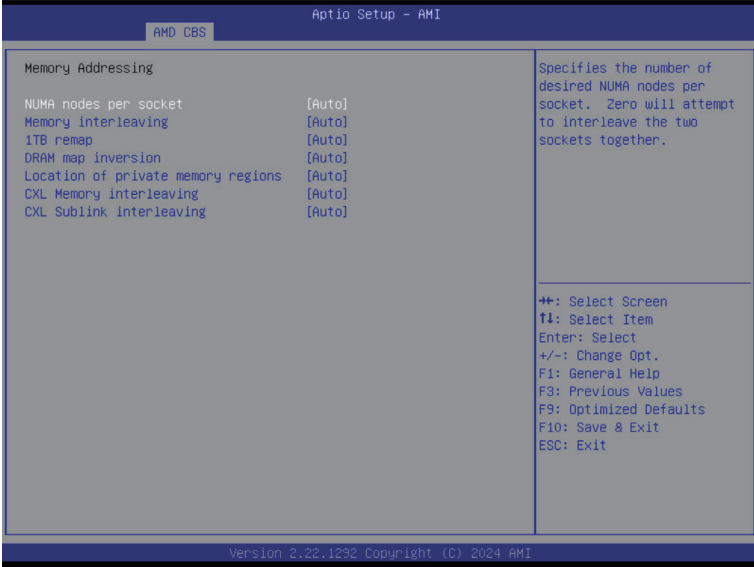 Aptio Setup – AMI
AMD CBS
Memory Addressing
NUMA nodes per socket [Auto]
Memory interleaving [Auto]
1TB remap [Auto]
DRAM map inversion [Auto]
Location of private memory regions [Auto]
CXL Memory interleaving [Auto]
CXL Sublink interleaving [Auto]
Specifies the number of
desired NUMA nodes per
socket. Zero will attempt
to interleave the two
sockets together.
→←: Select Screen
↑↓: Select Item
Enter: Select
+/-: Change Opt.
F1: General Help
F3: Previous Values
F9: Optimized Defaults
F10: Save & Exit
ESC: Exit
Version 2.22.1292 Copyright (C) 2024 AMI